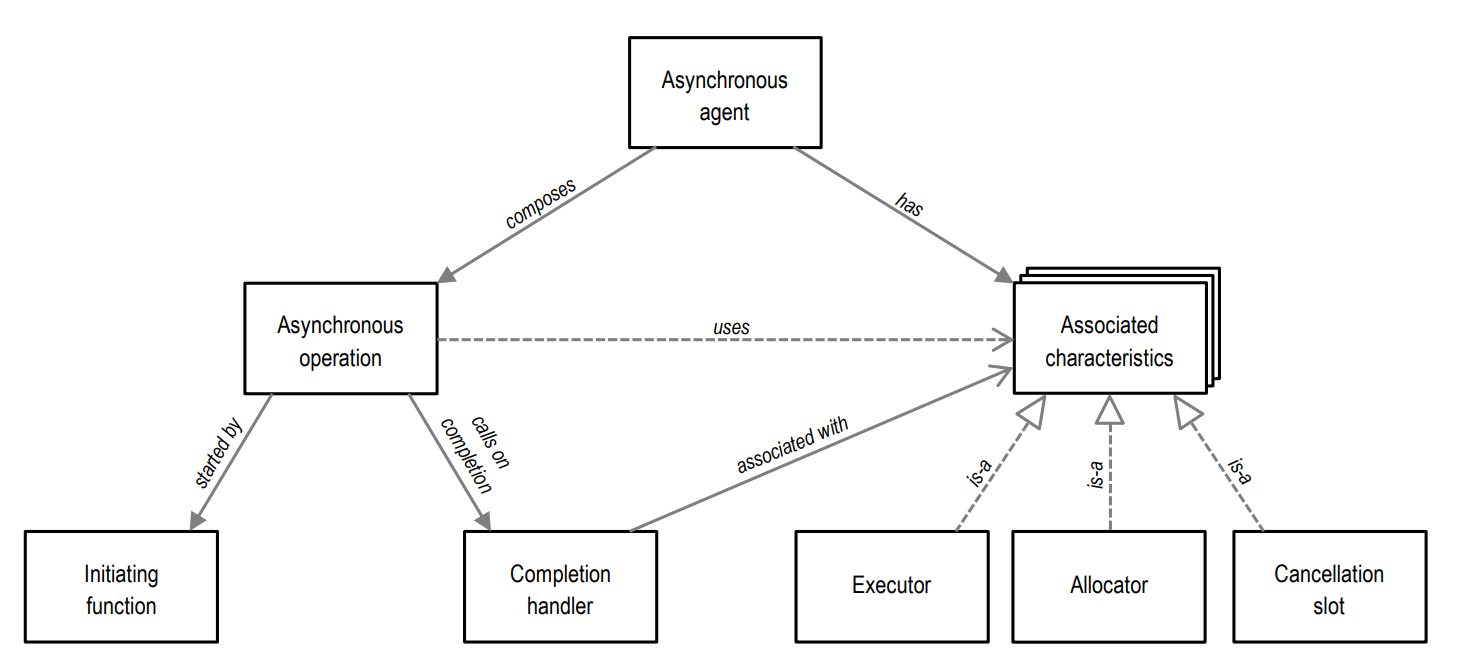 Asynchronous
agent
composes
has
Asynchronous
operation
uses
Associated
characteristics
started by
calls on
completion
associated with
is-a
is-a
is-a
Initiating
function
Completion
handler
Executor
Allocator
Cancellation
slot